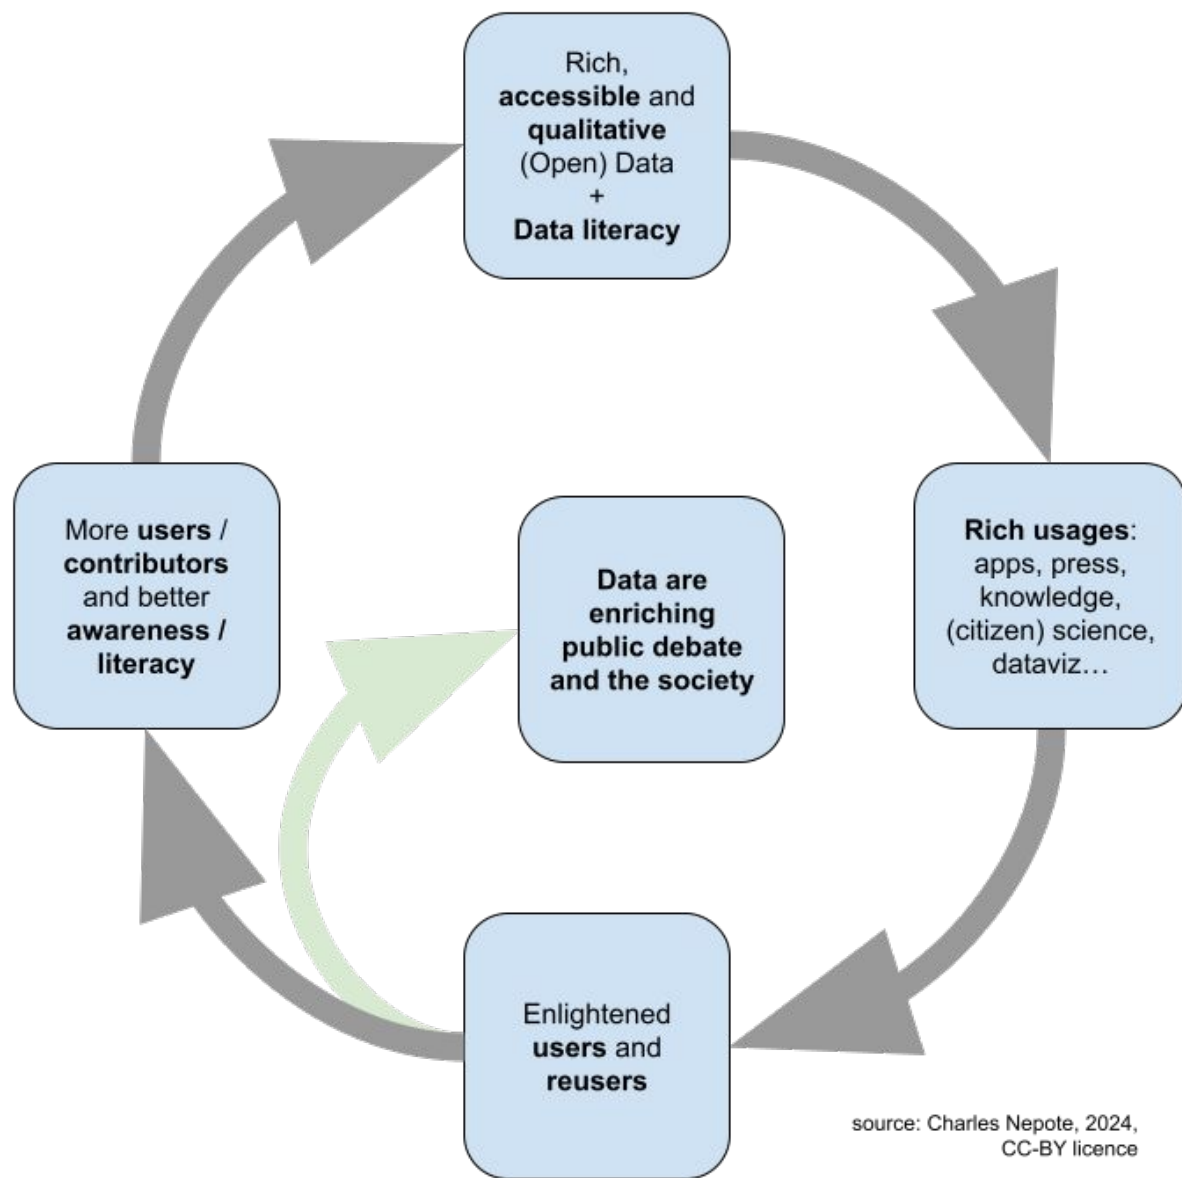 Rich,
accessible and
qualitative
(Open) Data
+
Data literacy
More users /
contributors
and better
awareness /
literacy
Data are
enriching
public debate
and the society
Rich usages:
apps, press,
knowledge,
(citizen) science,
dataviz...
Enlightened
users and
reusers
source: Charles Nepote, 2024,
CC-BY licence